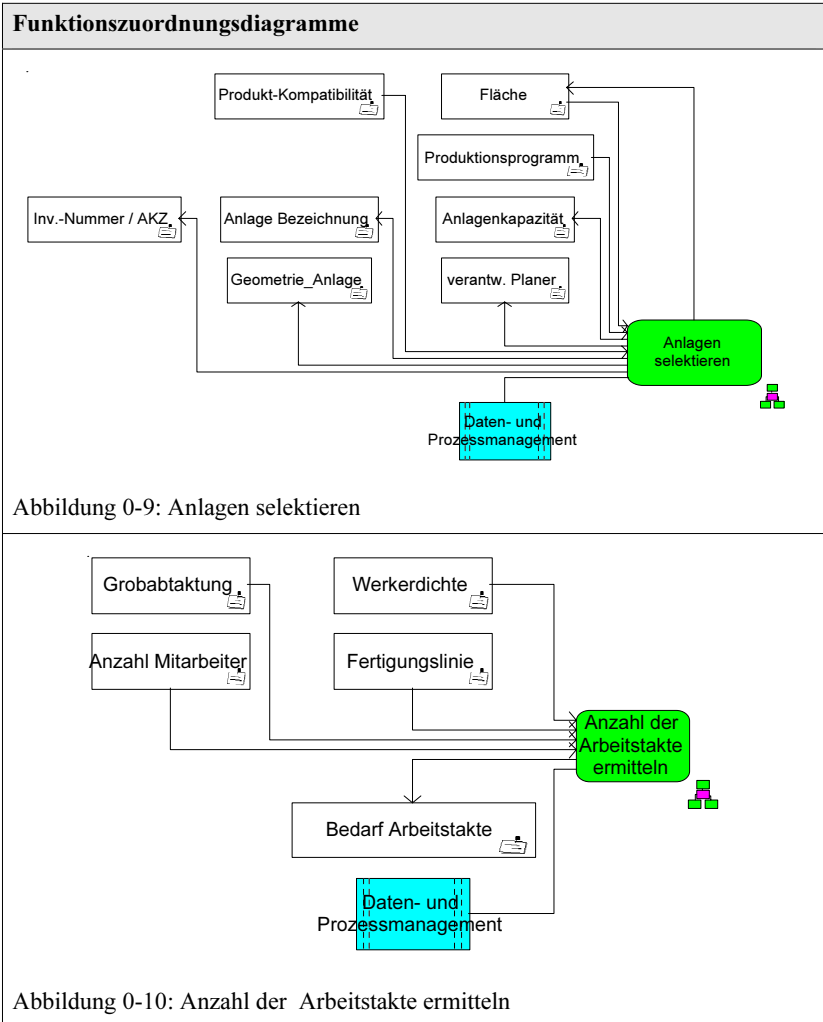 Funktionszuordnungsdiagramme
Produkt-Kompatibilität
Fläche
Produktionsprogramm
Inv.-Nummer / AKZ
Anlage Bezeichnung
Anlagenkapazität
Geometrie_Anlage
verantw. Planer
Anlagen
selektieren
Daten- und
Prozessmanagement
Abbildung 0-9: Anlagen selektieren
Grobabtaktung
Werkerdichte
Anzahl Mitarbeiter
Fertigungslinie
Anzahl der
Arbeitstakte
ermitteln
Bedarf Arbeitstakte
Daten- und
Prozessmanagement
Abbildung 0-10: Anzahl der  Arbeitstakte ermitteln